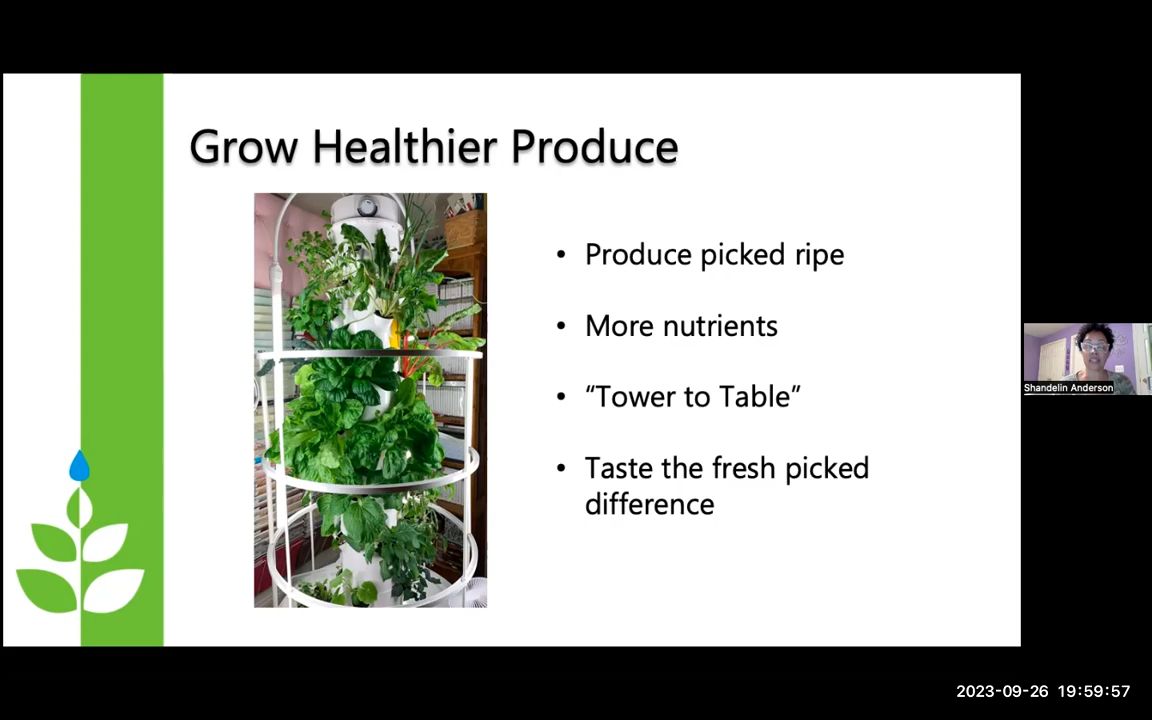 Grow Healthier Produce
• Produce picked ripe
• More nutrients
• “Tower to Table”
• Taste the fresh picked
difference
Shandelin Anderson
2023-09-26 19:59:57